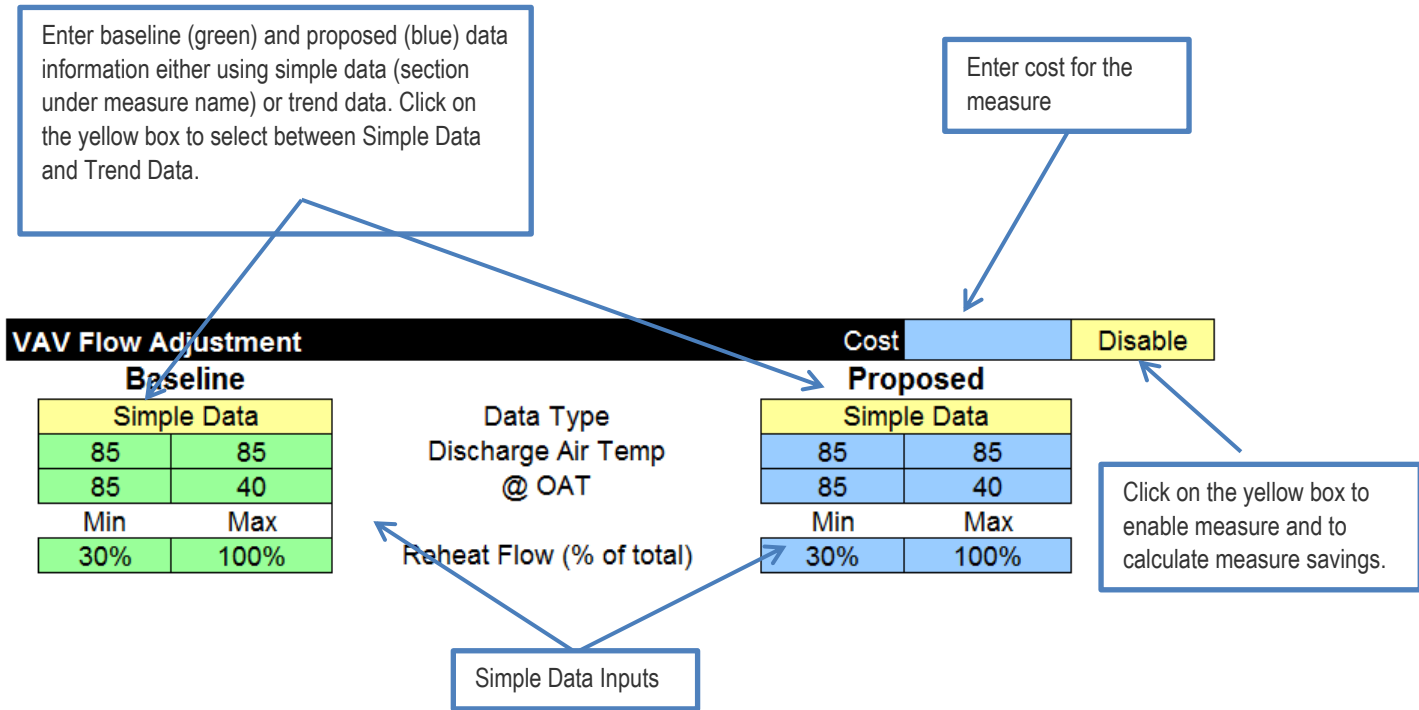 Enter baseline (green) and proposed (blue) data
information either using simple data (section
under measure name) or trend data. Click on
the yellow box to select between Simple Data
and Trend Data.
Enter cost for the
measure
VAV Flow Adjustment Cost Disable
Baseline Proposed
Simple Data Data Type Simple Data
85 85 Discharge Air Temp 85 85
85 40 @ OAT 85 40
Min Max Min Max
30% 100% Reheat Flow (% of total) 30% 100%
Click on the yellow box to
enable measure and to
calculate measure savings.
Simple Data Inputs